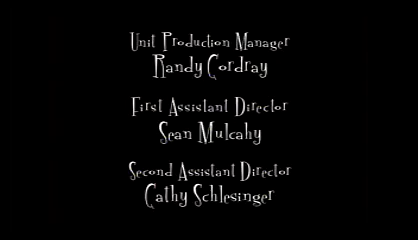 Unit Production Manager
Randy Cordray
First Assistant Director
Sean Mulcahy
Second Assistant Director
Cathy Schlesinger